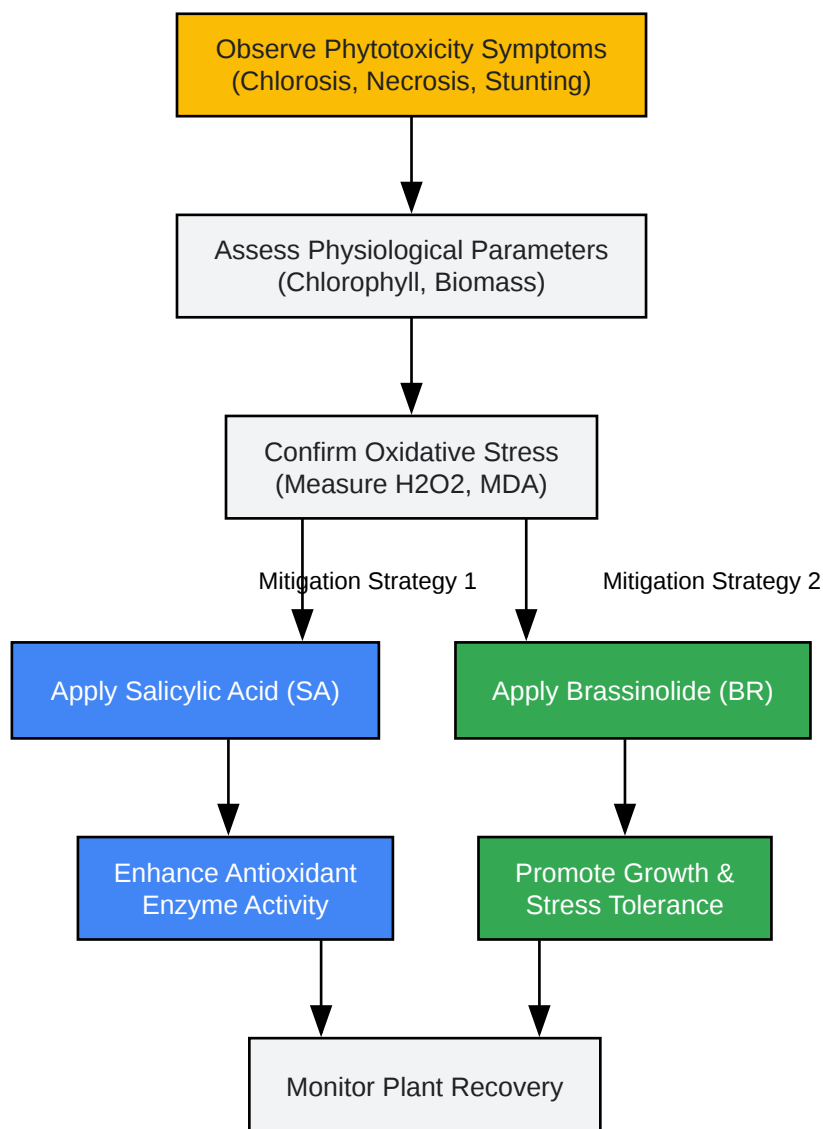 Observe Phytotoxicity Symptoms
(Chlorosis, Necrosis, Stunting)
Assess Physiological Parameters
(Chlorophyll, Biomass)
Confirm Oxidative Stress
(Measure H2O2, MDA)
Mitigation Strategy 1
Mitigation Strategy 2
Apply Salicylic Acid (SA)
Apply Brassinolide (BR)
Enhance Antioxidant
Enzyme Activity
Promote Growth &
Stress Tolerance
Monitor Plant Recovery